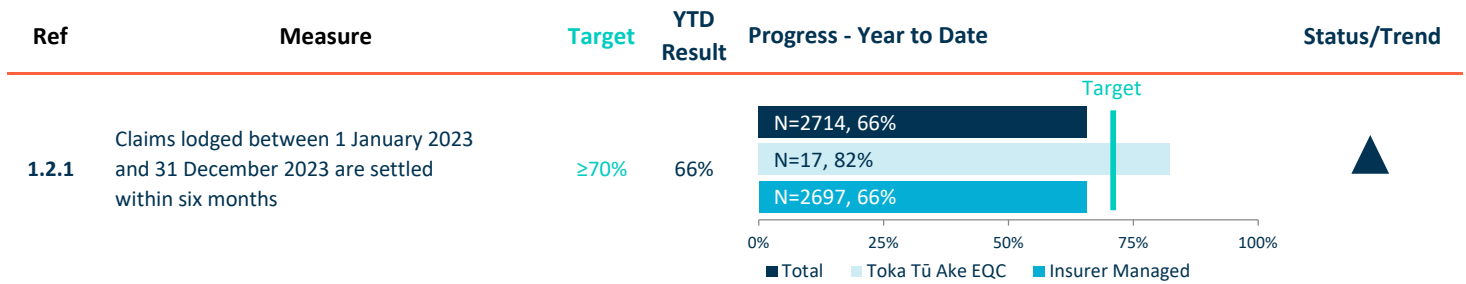 Ref Measure Target YTD Result Progress - Year to Date Status/Trend
Target
1.2.1
Claims lodged between 1 January 2023
and 31 December 2023 are settled
within six months
≥70%
66%
N=2714, 66%
N=17, 82%
N=2697, 66%
0% 25% 50% 75% 100%
Total Toka Tū Ake EQC Insurer Managed